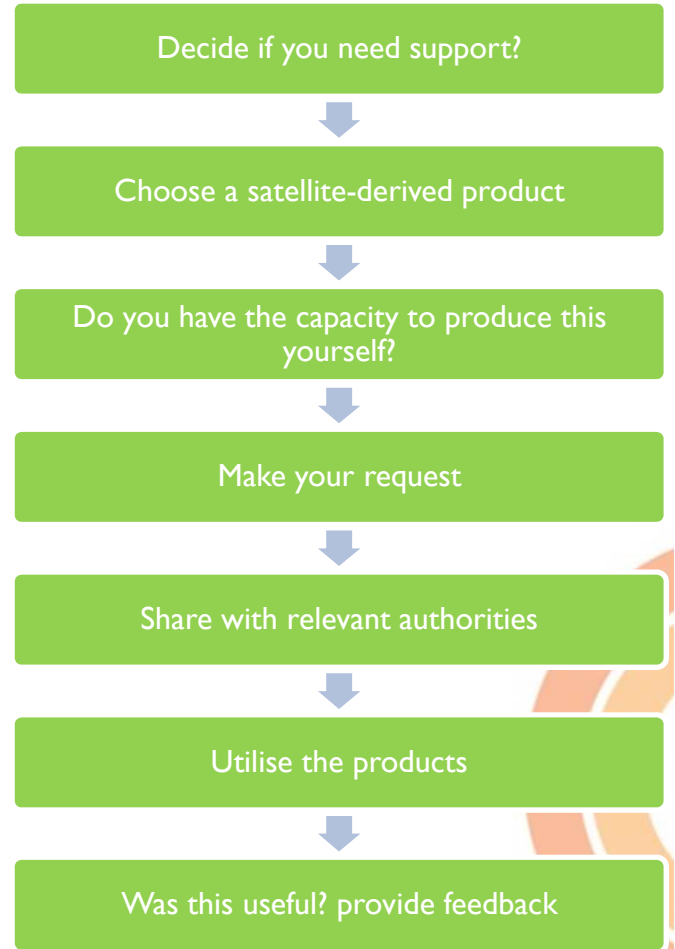 Decide if you need support?
Choose a satellite-derived product
Do you have the capacity to produce this
yourself?
Make your request
Share with relevant authorities
Utilise the products
Was this useful? provide feedback